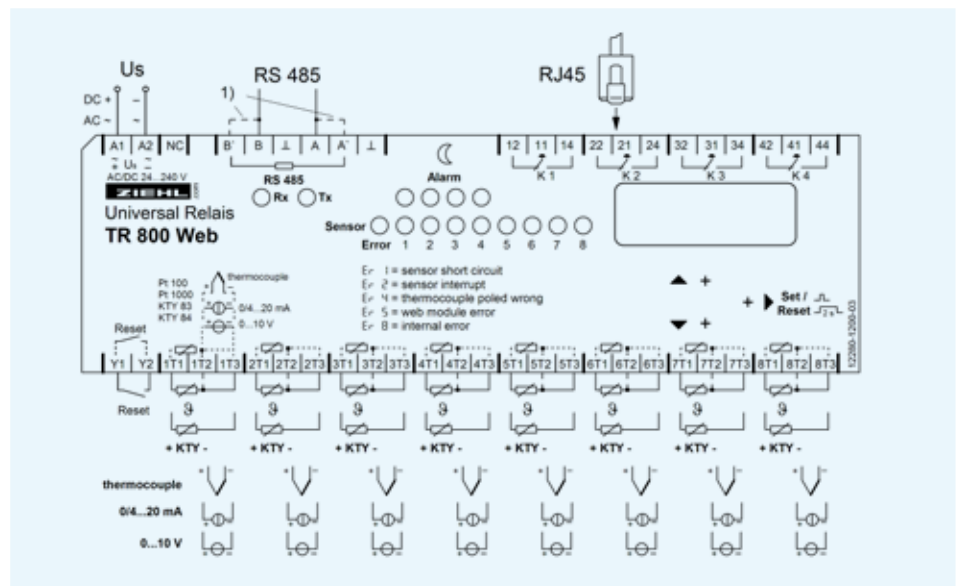 Us
RS 485
RJ45
DC + -
AC ~ ~
1)
A1 A2 NC
B' B ⊥ A A' ⊥
12 11 14
22 21 24
32 31 34
42 41 44
K 1
K 2
K 3
K 4
Us
AC/DC 24...240 V
RS 485
Rx Tx
Alarm
ZIEHL.com
Universal Relais
TR 800 Web
Sensor
Error 1 2 3 4 5 6 7 8
Er 1 = sensor short circuit
Er 2 = sensor interrupt
Er 4 = thermocouple poled wrong
Er 5 = web module error
Er 8 = internal error
thermocouple
Pt 100
Pt 1000
KTY 83
KTY 84
0/4...20 mA
0...10 V
Set /
Reset 2 s
12280-1200-03
Reset
Y1 Y2
1T1 1T2 1T3
2T1 2T2 2T3
3T1 3T2 3T3
4T1 4T2 4T3
5T1 5T2 5T3
6T1 6T2 6T3
7T1 7T2 7T3
8T1 8T2 8T3
Reset
ϑ ϑ ϑ ϑ ϑ ϑ ϑ ϑ
+ KTY - + KTY - + KTY - + KTY - + KTY - + KTY - + KTY - + KTY -
thermocouple
0/4...20 mA
0...10 V